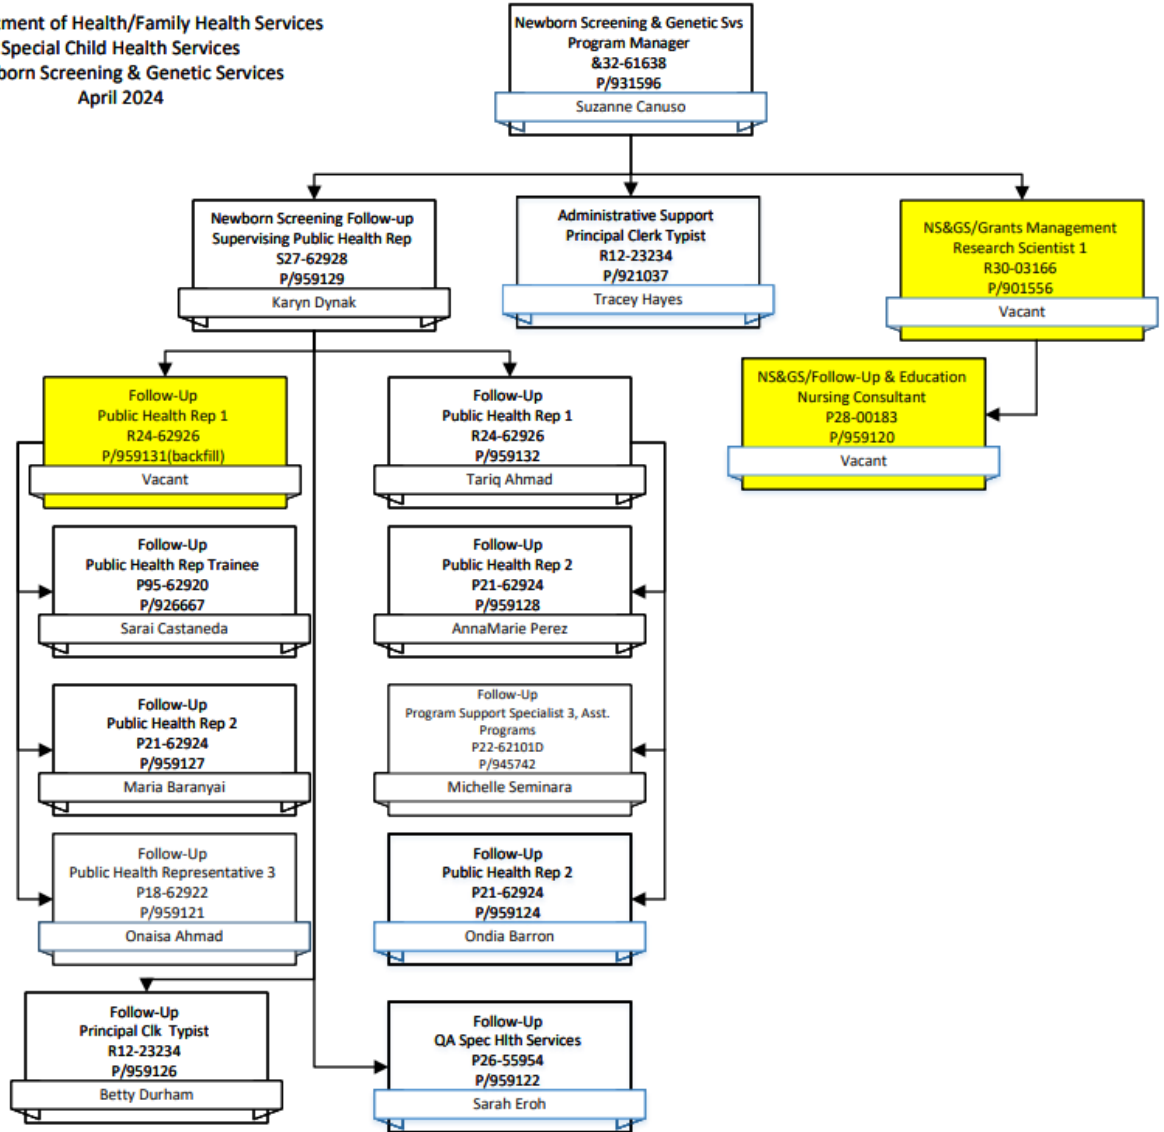 ment of Health/Family Health Services
Special Child Health Services
born Screening & Genetic Services
April 2024
Newborn Screening & Genetic Svs
Program Manager
&32-61638
P/931596
Suzanne Canuso
Newborn Screening Follow-up
Supervising Public Health Rep
S27-62928
P/959129
Karyn Dynak
Administrative Support
Principal Clerk Typist
R12-23234
P/921037
Tracey Hayes
NS&GS/Grants Management
Research Scientist 1
R30-03166
P/901556
Vacant
NS&GS/Follow-Up & Education
Nursing Consultant
P28-00183
P/959120
Vacant
Follow-Up
Public Health Rep 1
R24-62926
P/959131(backfill)
Vacant
Follow-Up
Public Health Rep 1
R24-62926
P/959132
Tariq Ahmad
Follow-Up
Public Health Rep Trainee
P95-62920
P/926667
Sarai Castaneda
Follow-Up
Public Health Rep 2
P21-62924
P/959128
AnnaMarie Perez
Follow-Up
Public Health Rep 2
P21-62924
P/959127
Maria Baranyai
Follow-Up
Program Support Specialist 3, Asst.
Programs
P22-62101D
P/945742
Michelle Seminara
Follow-Up
Public Health Representative 3
P18-62922
P/959121
Onaisa Ahmad
Follow-Up
Public Health Rep 2
P21-62924
P/959124
Ondia Barron
Follow-Up
Principal Clk Typist
R12-23234
P/959126
Betty Durham
Follow-Up
QA Spec Hlth Services
P26-55954
P/959122
Sarah Eroh